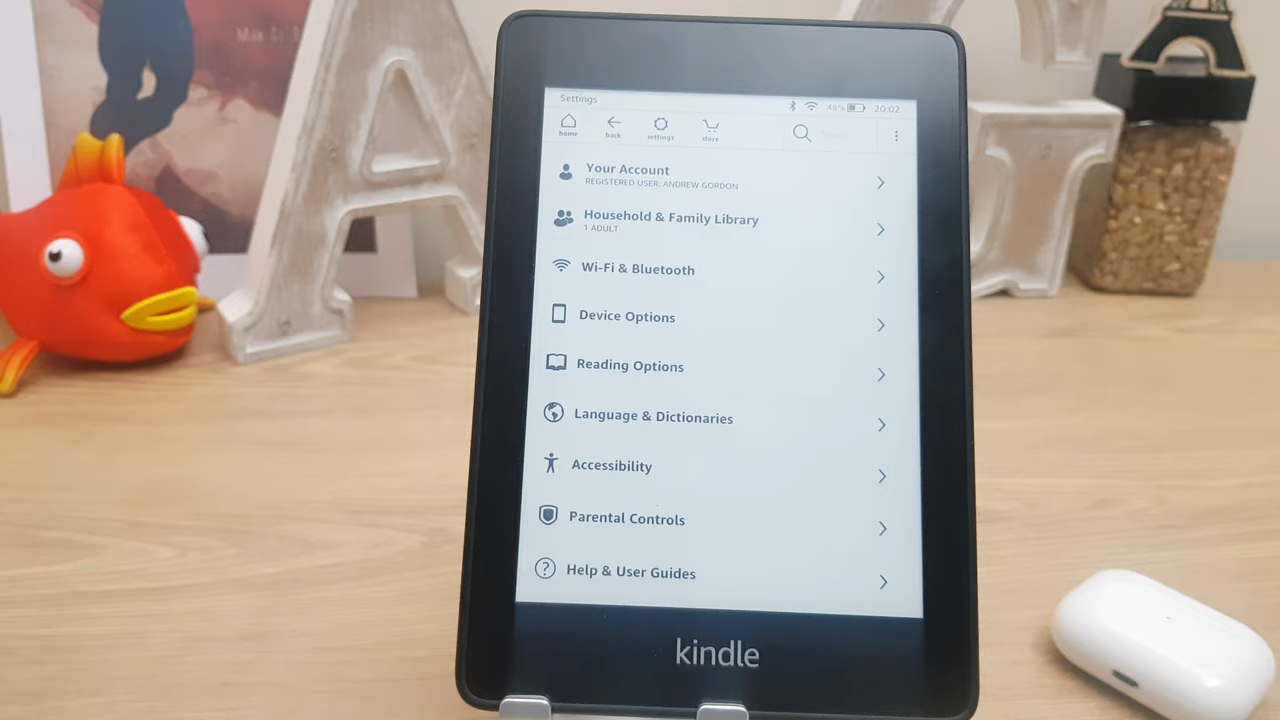 Settings
48% 20:02
home back settings store
Your Account
REGISTERED USER: ANDREW GORDON
Household & Family Library
1 ADULT
Wi-Fi & Bluetooth
Device Options
Reading Options
Language & Dictionaries
Accessibility
Parental Controls
Help & User Guides
kindle